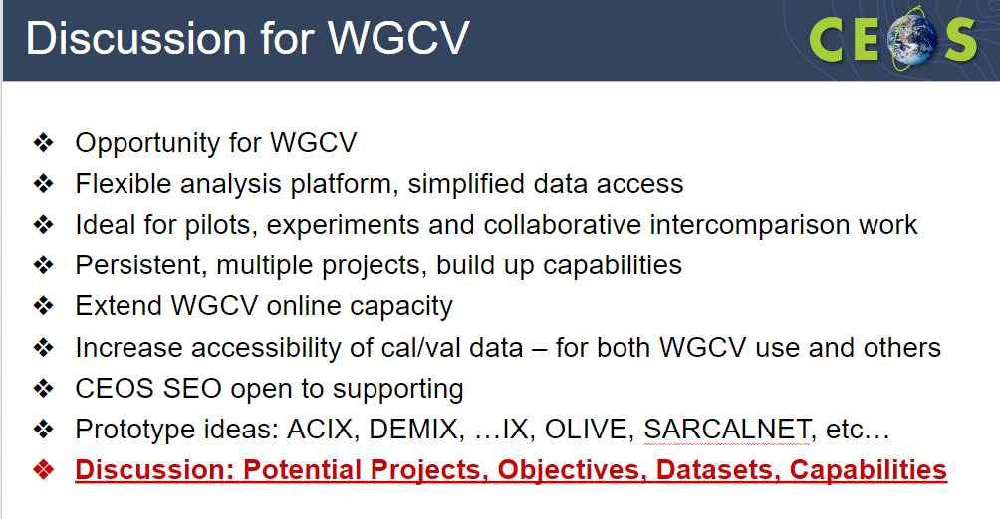 Discussion for WGCV
CEOS
❖ Opportunity for WGCV
❖ Flexible analysis platform, simplified data access
❖ Ideal for pilots, experiments and collaborative intercomparison work
❖ Persistent, multiple projects, build up capabilities
❖ Extend WGCV online capacity
❖ Increase accessibility of cal/val data – for both WGCV use and others
❖ CEOS SEO open to supporting
❖ Prototype ideas: ACIX, DEMIX, …IX, OLIVE, SARCALNET, etc…
❖ Discussion: Potential Projects, Objectives, Datasets, Capabilities